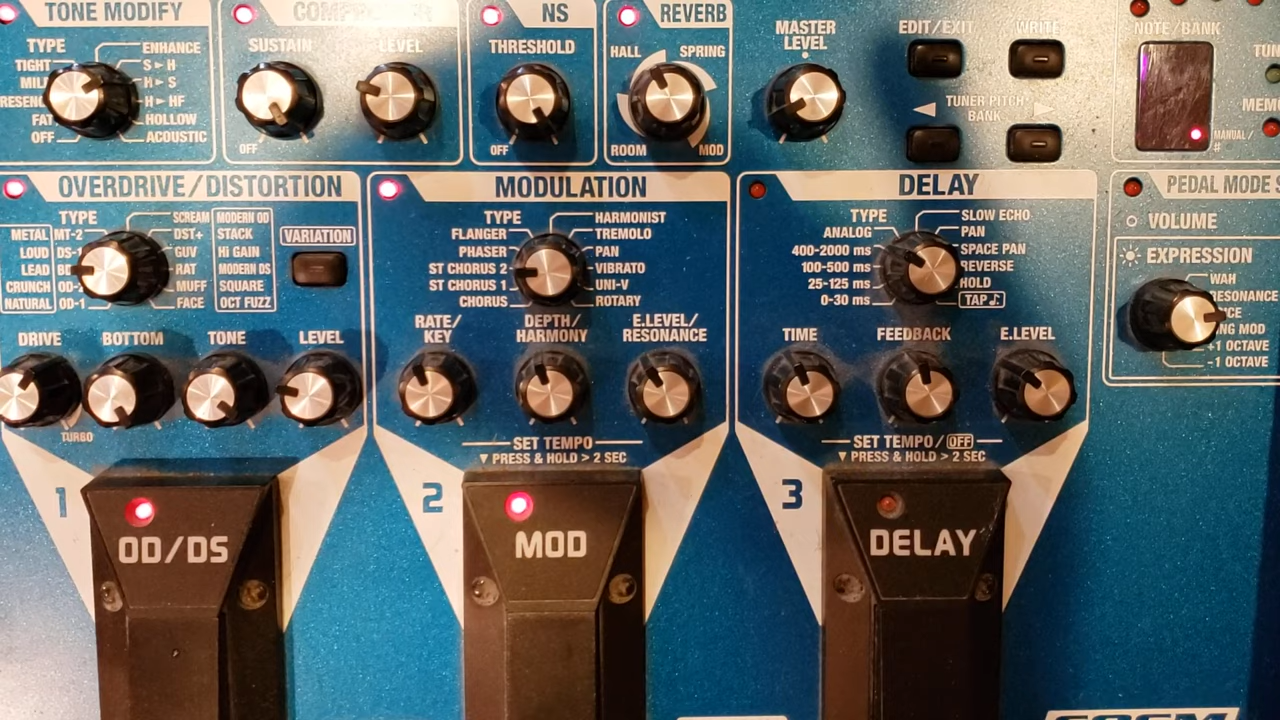 TONE MODIFY
TYPE
ENHANCE
TIGHT
S ► H
H ► S
H ► HF
FAT
HOLLOW
OFF
ACOUSTIC
COMPRESSOR
SUSTAIN
LEVEL
OFF
NS
THRESHOLD
OFF
REVERB
HALL
SPRING
ROOM
MOD
MASTER
LEVEL
EDIT/EXIT
WRITE
◄ TUNER PITCH ►
BANK
NOTE/BANK
MANUAL/
#
OVERDRIVE/DISTORTION
TYPE
SCREAM
MODERN OD
METAL
MT-2
DST+
STACK
LOUD
DS-1
GUV
Hi GAIN
LEAD
RAT
MODERN DS
CRUNCH
MUFF
SQUARE
NATURAL
OD-1
FACE
OCT FUZZ
VARIATION
DRIVE
BOTTOM
TONE
LEVEL
TURBO
MODULATION
TYPE
HARMONIST
FLANGER
TREMOLO
PHASER
PAN
ST CHORUS 2
VIBRATO
ST CHORUS 1
UNI-V
CHORUS
ROTARY
RATE/
KEY
DEPTH/
HARMONY
E.LEVEL/
RESONANCE
SET TEMPO
▼ PRESS & HOLD > 2 SEC
DELAY
TYPE
SLOW ECHO
ANALOG
PAN
400-2000 ms
SPACE PAN
100-500 ms
REVERSE
25-125 ms
HOLD
0-30 ms
TAP♪
TIME
FEEDBACK
E.LEVEL
SET TEMPO/OFF
▼ PRESS & HOLD > 2 SEC
PEDAL MODE
VOLUME
EXPRESSION
WAH
RESONANCE
MOD
+1 OCTAVE
-1 OCTAVE
1
OD/DS
2
MOD
3
DELAY